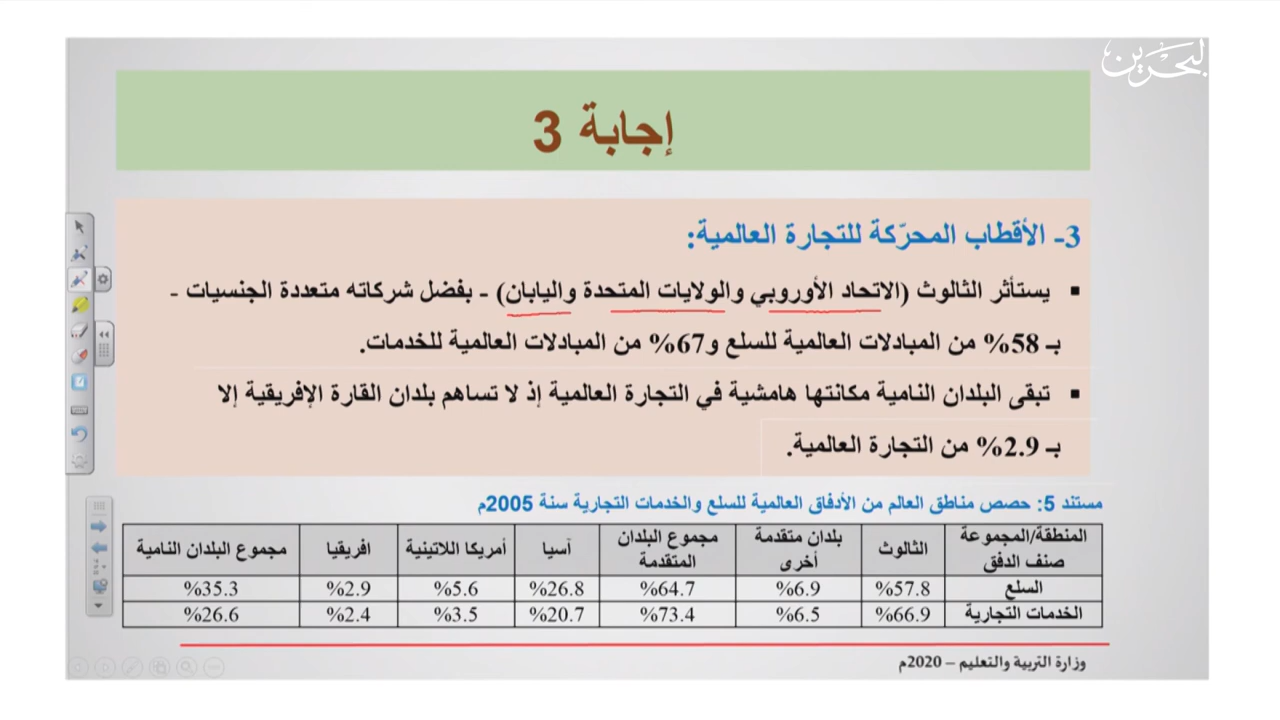 البحرين
إجابة 3
3- الأقطاب المحرّكة للتجارة العالمية:
▪ يستأثر الثالوث (الاتحاد الأوروبي والولايات المتحدة واليابان) - بفضل شركاته متعددة الجنسيات -
بـ 58% من المبادلات العالمية للسلع و67% من المبادلات العالمية للخدمات.
▪ تبقى البلدان النامية مكانتها هامشية في التجارة العالمية إذ لا تساهم بلدان القارة الإفريقية إلا
بـ 2.9% من التجارة العالمية.
مستند 5: حصص مناطق العالم من الأدفاق العالمية للسلع والخدمات التجارية سنة 2005م
المنطقة/المجموعة صنف الدفق | الثالوث | بلدان متقدمة أخرى | مجموع البلدان المتقدمة | آسيا | أمريكا اللاتينية | افريقيا | مجموع البلدان النامية
السلع | %57.8 | %6.9 | %64.7 | %26.8 | %5.6 | %2.9 | %35.3
الخدمات التجارية | %66.9 | %6.5 | %73.4 | %20.7 | %3.5 | %2.4 | %26.6
وزارة التربية والتعليم – 2020م